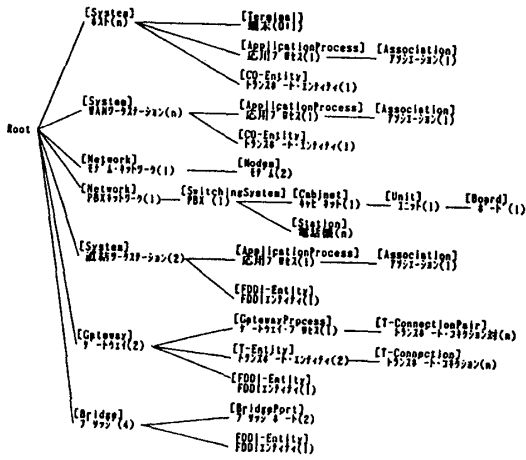 [System]
ﾎｽﾄ(n)
[Terminal]
端末(0+)
[ApplicationProcess]
応用ﾌﾟﾛｾｽ(1)
[Association]
ｱｿｼｴｰｼｮﾝ(1)
[CO-Entity]
ﾄﾗﾝｽﾎﾟｰﾄ･ｴﾝﾃｨﾃｨ(1)
[System]
WANﾜｰｸｽﾃｰｼｮﾝ(n)
[ApplicationProcess]
応用ﾌﾟﾛｾｽ(1)
[Association]
ｱｿｼｴｰｼｮﾝ(1)
[CO-Entity]
ﾄﾗﾝｽﾎﾟｰﾄ･ｴﾝﾃｨﾃｨ(1)
Root
[Network]
ﾓﾃﾞﾑ･ﾈｯﾄﾜｰｸ(1)
[Modem]
ﾓﾃﾞﾑ(2)
[Network]
PBXﾈｯﾄﾜｰｸ(1)
[SwitchingSystem]
PBX (1)
[Cabinet]
ｷｬﾋﾞﾈｯﾄ(1)
[Unit]
ﾕﾆｯﾄ(1)
[Board]
ﾎﾞｰﾄﾞ(1)
[Station]
電話機(n)
[System]
直結ﾜｰｸｽﾃｰｼｮﾝ(2)
[ApplicationProcess]
応用ﾌﾟﾛｾｽ(1)
[Association]
ｱｿｼｴｰｼｮﾝ(1)
[FDDI-Entity]
FDDIｴﾝﾃｨﾃｨ(1)
[Gateway]
ｹﾞｰﾄｳｪｲ(2)
[GatewayProcess]
ｹﾞｰﾄｳｪｲ･ﾌﾟﾛｾｽ(1)
[T-ConnectionPair]
ﾄﾗﾝｽﾎﾟｰﾄ･ｺﾈｸｼｮﾝ対(n)
[T-Entity]
ﾄﾗﾝｽﾎﾟｰﾄ･ｴﾝﾃｨﾃｨ(2)
[T-Connection]
ﾄﾗﾝｽﾎﾟｰﾄ･ｺﾈｸｼｮﾝ(n)
[FDDI-Entity]
FDDIｴﾝﾃｨﾃｨ(1)
[Bridge]
ﾌﾞﾘｯｼﾞ(4)
[BridgePort]
ﾌﾞﾘｯｼﾞﾎﾟｰﾄ(2)
FDDI-Entity]
FDDIｴﾝﾃｨﾃｨ(1)